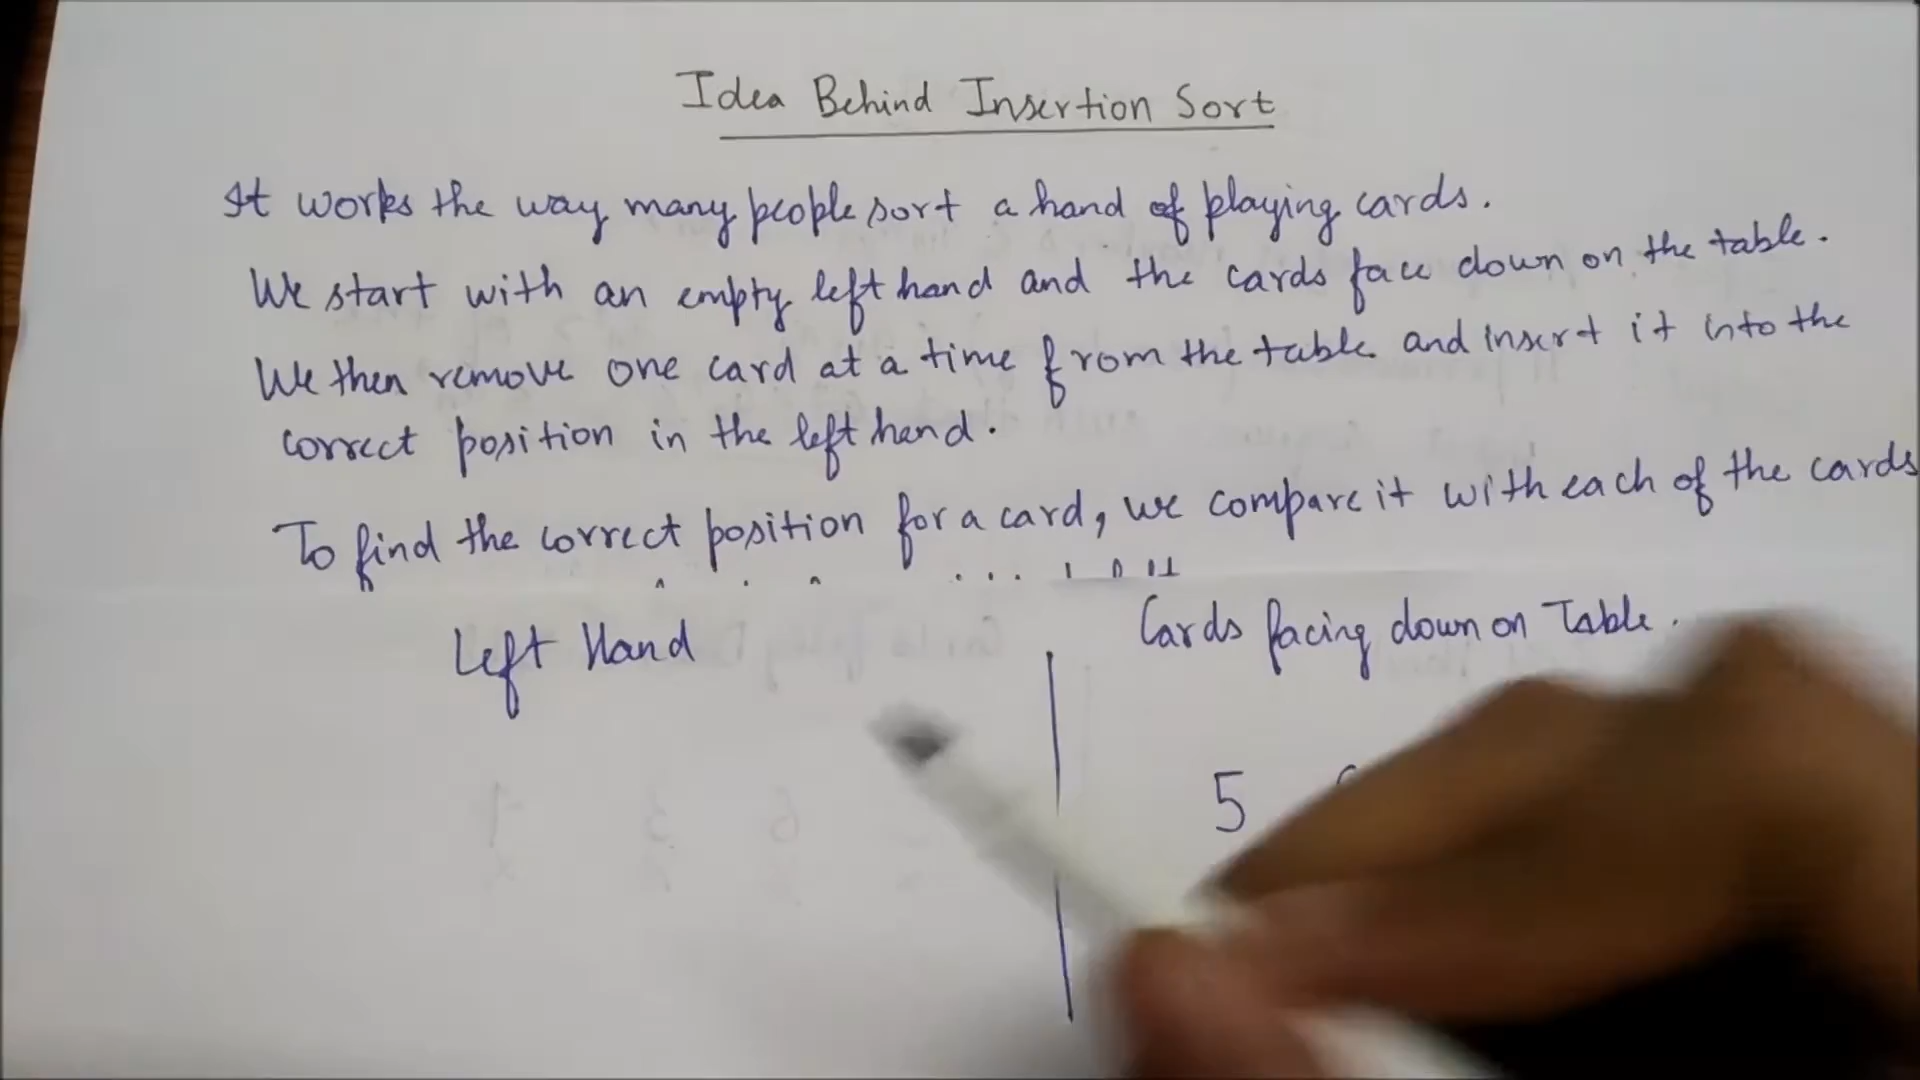 Idea Behind Insertion Sort
It works the way many people sort a hand of playing cards.
We start with an empty left hand and the cards face down on the table.
We then remove one card at a time from the table and insert it into the
correct position in the left hand.
To find the correct position for a card, we compare it with each of the cards
Left Hand
Cards facing down on Table.
5